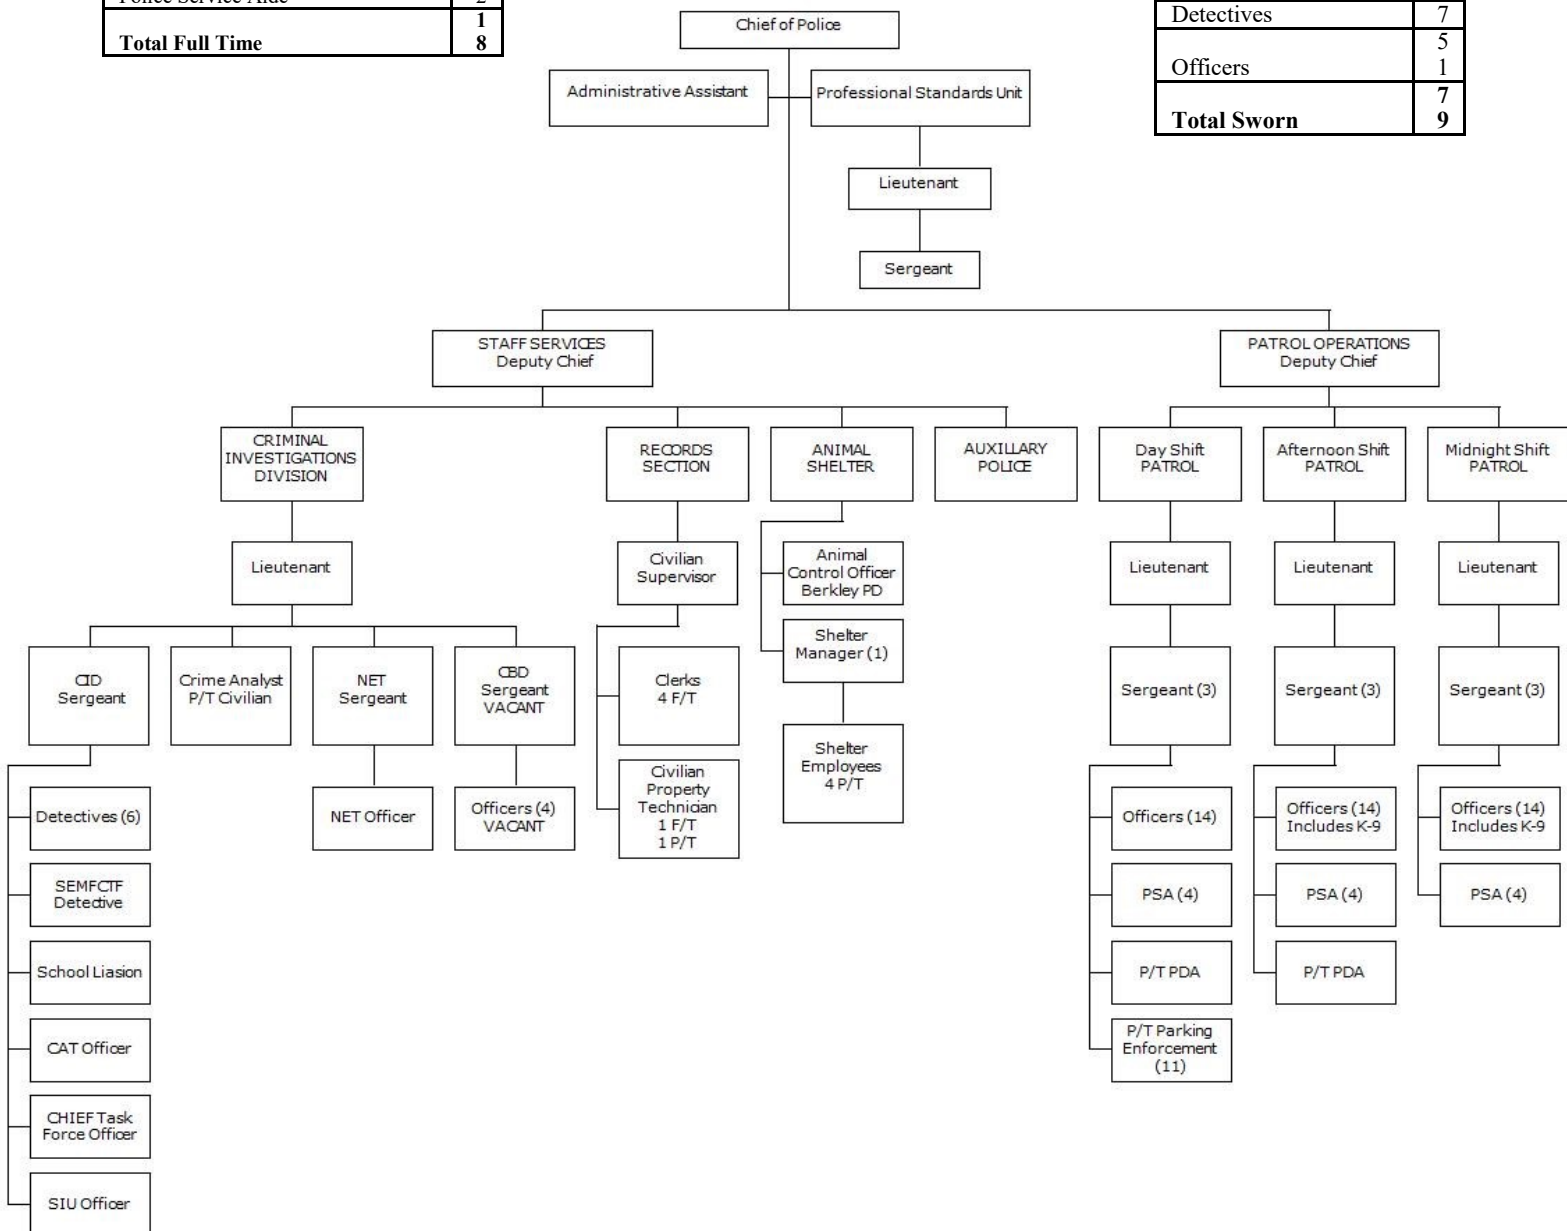 Police Service Aide 2
1
Total Full Time 8
Detectives 7
5
Officers 1
7
Total Sworn 9
Chief of Police
Administrative Assistant
Professional Standards Unit
Lieutenant
Sergeant
STAFF SERVICES
Deputy Chief
PATROL OPERATIONS
Deputy Chief
CRIMINAL
INVESTIGATIONS
DIVISION
RECORDS
SECTION
ANIMAL
SHELTER
AUXILLARY
POLICE
Day Shift
PATROL
Afternoon Shift
PATROL
Midnight Shift
PATROL
Lieutenant
Civilian
Supervisor
Animal
Control Officer
Berkley PD
Lieutenant
Lieutenant
Lieutenant
Shelter
Manager (1)
CID
Sergeant
Crime Analyst
P/T Civilian
NET
Sergeant
CBD
Sergeant
VACANT
Clerks
4 F/T
Sergeant (3)
Sergeant (3)
Sergeant (3)
Shelter
Employees
4 P/T
Civilian
Property
Technician
1 F/T
1 P/T
Detectives (6)
NET Officer
Officers (4)
VACANT
Officers (14)
Officers (14)
Includes K-9
Officers (14)
Includes K-9
SEMFCTF
Detective
PSA (4)
PSA (4)
PSA (4)
School Liasion
P/T PDA
P/T PDA
CAT Officer
P/T Parking
Enforcement
(11)
CHIEF Task
Force Officer
SIU Officer